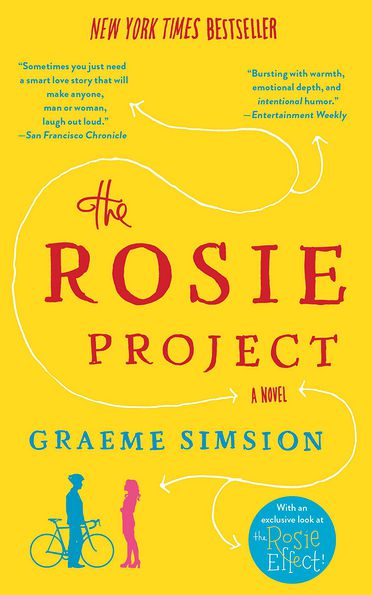 NEW YORK TIMES BESTSELLER
“Sometimes you just need
a smart love story that will
make anyone,
man or woman,
laugh out loud.”
—San Francisco Chronicle
“Bursting with warmth,
emotional depth, and
intentional humor.”
—Entertainment Weekly
the
ROSIE
PROJECT
A NOVEL
GRAEME SIMSION
With an
exclusive look at
the Rosie
Effect!